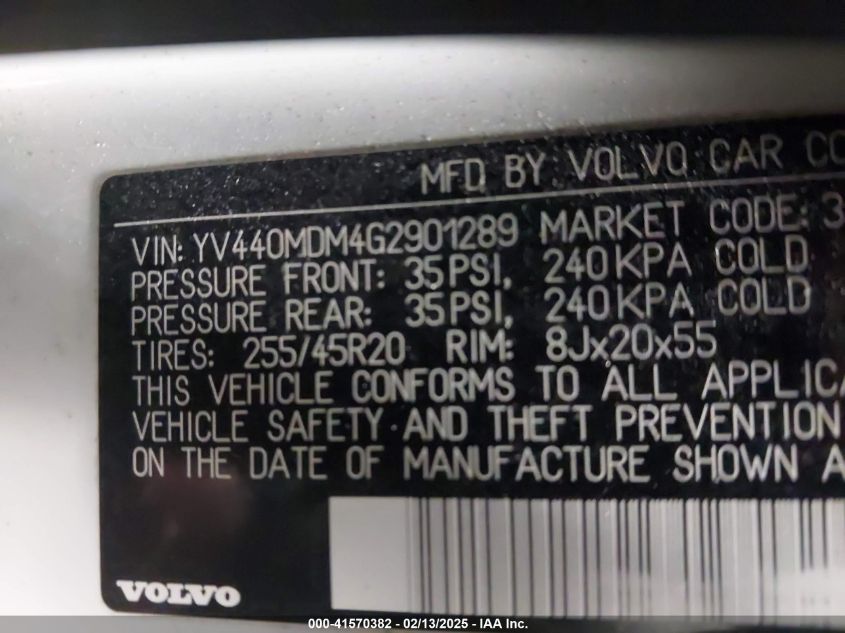 MFD BY VOLVO CAR CO
VIN: YV440MDM4G2901289 MARKET CODE: 3
PRESSURE FRONT: 35PSI, 240KPA COLD
PRESSURE REAR: 35PSI, 240KPA COLD
TIRES: 255/45R20 RIM: 8Jx20x55
THIS VEHICLE CONFORMS TO ALL APPLICA
VEHICLE SAFETY AND THEFT PREVENTION
ON THE DATE OF MANUFACTURE SHOWN A
VOLVO
000-41570382 - 02/13/2025 - IAA Inc.